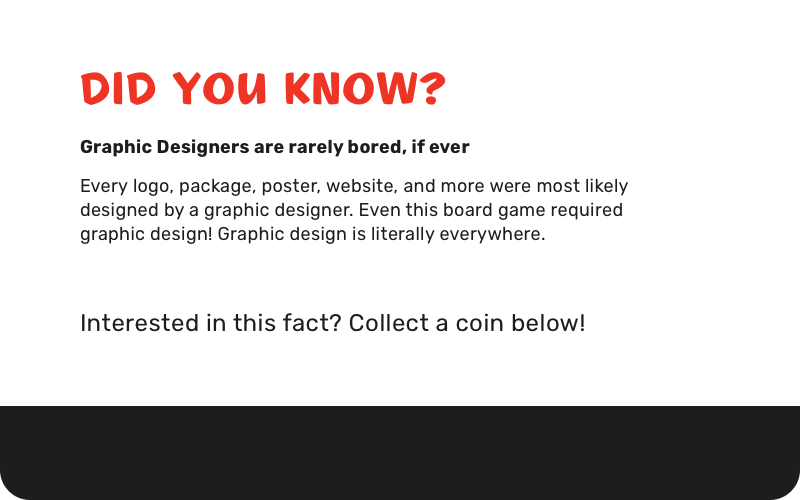 DID YOU KNOW?
Graphic Designers are rarely bored, if ever
Every logo, package, poster, website, and more were most likely
designed by a graphic designer. Even this board game required
graphic design! Graphic design is literally everywhere.
Interested in this fact? Collect a coin below!